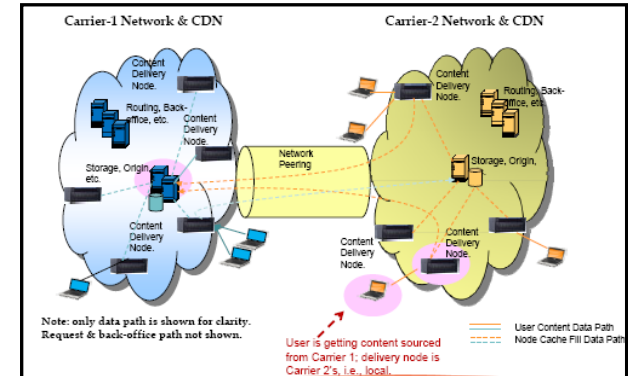 Carrier-1 Network & CDN
Carrier-2 Network & CDN
Content
Delivery
Node.
Routing, Back-
office, etc.
Content
Delivery
Node.
Storage, Origin,
etc.
Content
Delivery
Node.
Network
Peering
Content
Delivery
Node.
Routing, Back-
office, etc.
Storage, Origin,
Content
Delivery
Node.
Content
Delivery
Node.
Note: only data path is shown for clarity.
Request & back-office path not shown.
User is getting content sourced
from Carrier 1; delivery node is
Carrier 2's, i.e., local.
User Content Data Path
Node Cache Fill Data Path